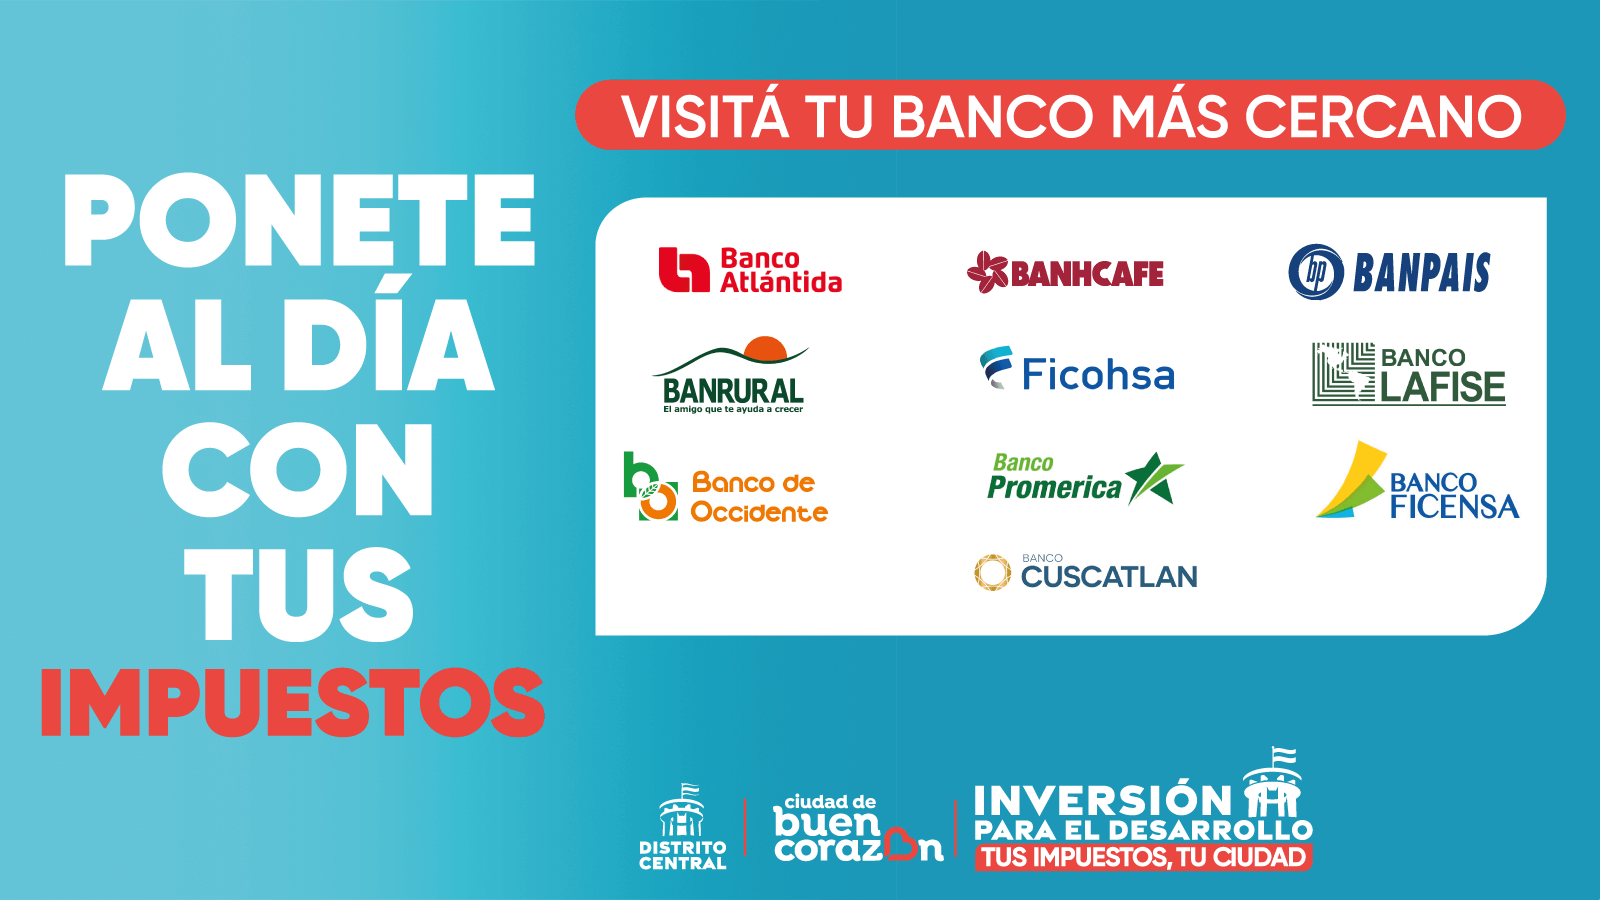 PONETE
AL DÍA
CON
TUS
IMPUESTOS
VISITÁ TU BANCO MÁS CERCANO
Banco
Atlántida
BANHCAFE
bp BANPAIS
BANRURAL
El amigo que te ayuda a crecer
Ficohsa
BANCO
LAFISE
bo Banco de
Occidente
Banco
Promerica
BANCO
FICENSA
BANCO
CUSCATLAN
DISTRITO
CENTRAL
ciudad de
buen
corazón
INVERSIÓN
PARA EL DESARROLLO
TUS IMPUESTOS, TU CIUDAD